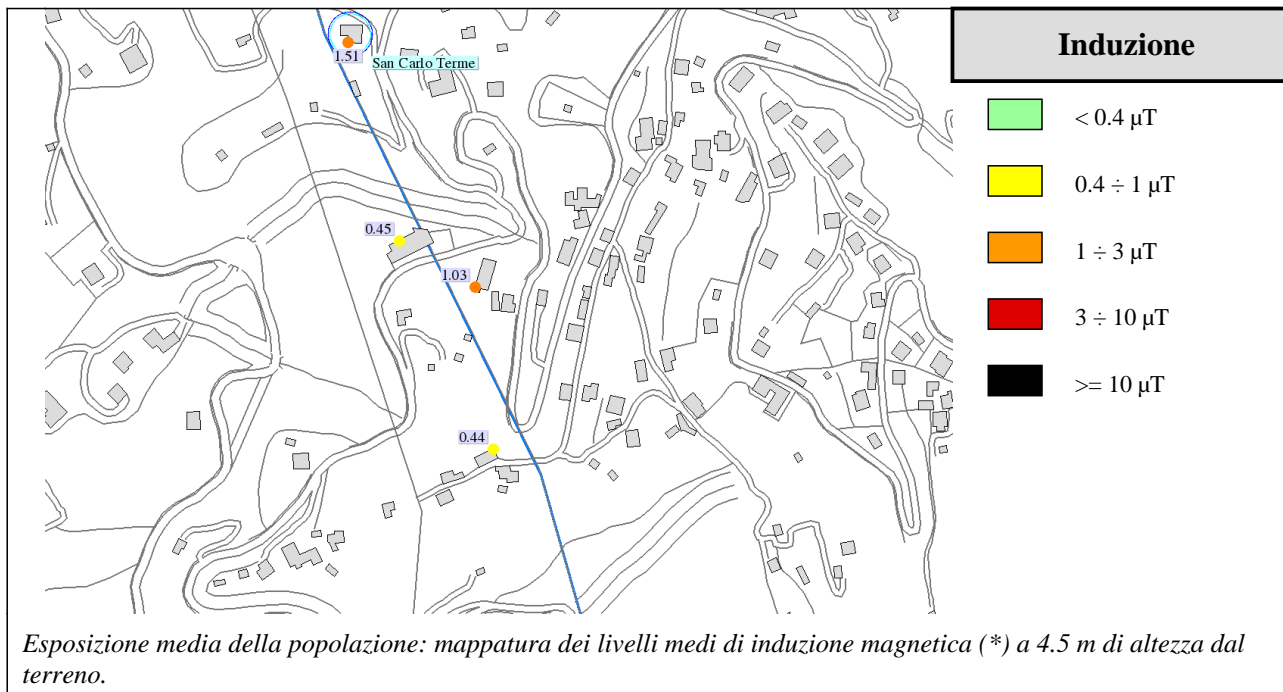 Induzione
< 0.4 µT
0.4 ÷ 1 µT
1 ÷ 3 µT
3 ÷ 10 µT
>= 10 µT
1.51
San Carlo Terme
0.45
1.03
0.44
Esposizione media della popolazione: mappatura dei livelli medi di induzione magnetica (*) a 4.5 m di altezza dal
terreno.